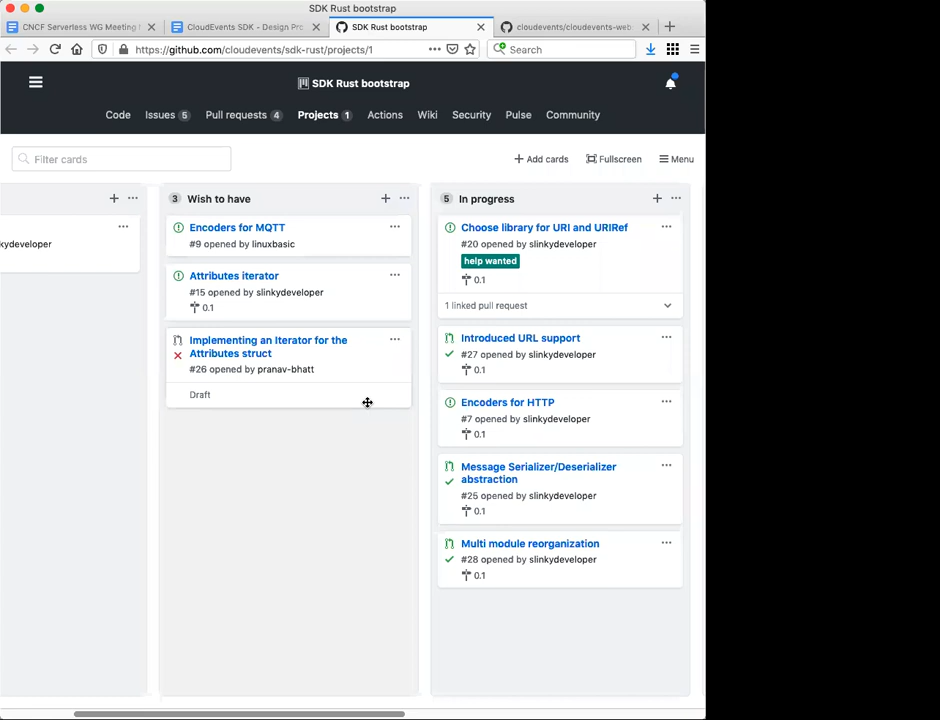 SDK Rust bootstrap
CNCF Serverless WG Meeting
CloudEvents SDK - Design Pro
SDK Rust bootstrap
cloudevents/cloudevents-web
https://github.com/cloudevents/sdk-rust/projects/1
Search
SDK Rust bootstrap
Code
Issues 5
Pull requests 4
Projects 1
Actions
Wiki
Security
Pulse
Community
Filter cards
Add cards
Fullscreen
Menu
kydeveloper
3 Wish to have
Encoders for MQTT
#9 opened by linuxbasic
Attributes iterator
#15 opened by slinkydeveloper
0.1
Implementing an Iterator for the
Attributes struct
#26 opened by pranav-bhatt
Draft
5 In progress
Choose library for URI and URIRef
#20 opened by slinkydeveloper
help wanted
0.1
1 linked pull request
Introduced URL support
#27 opened by slinkydeveloper
0.1
Encoders for HTTP
#7 opened by slinkydeveloper
0.1
Message Serializer/Deserializer
abstraction
#25 opened by slinkydeveloper
0.1
Multi module reorganization
#28 opened by slinkydeveloper
0.1